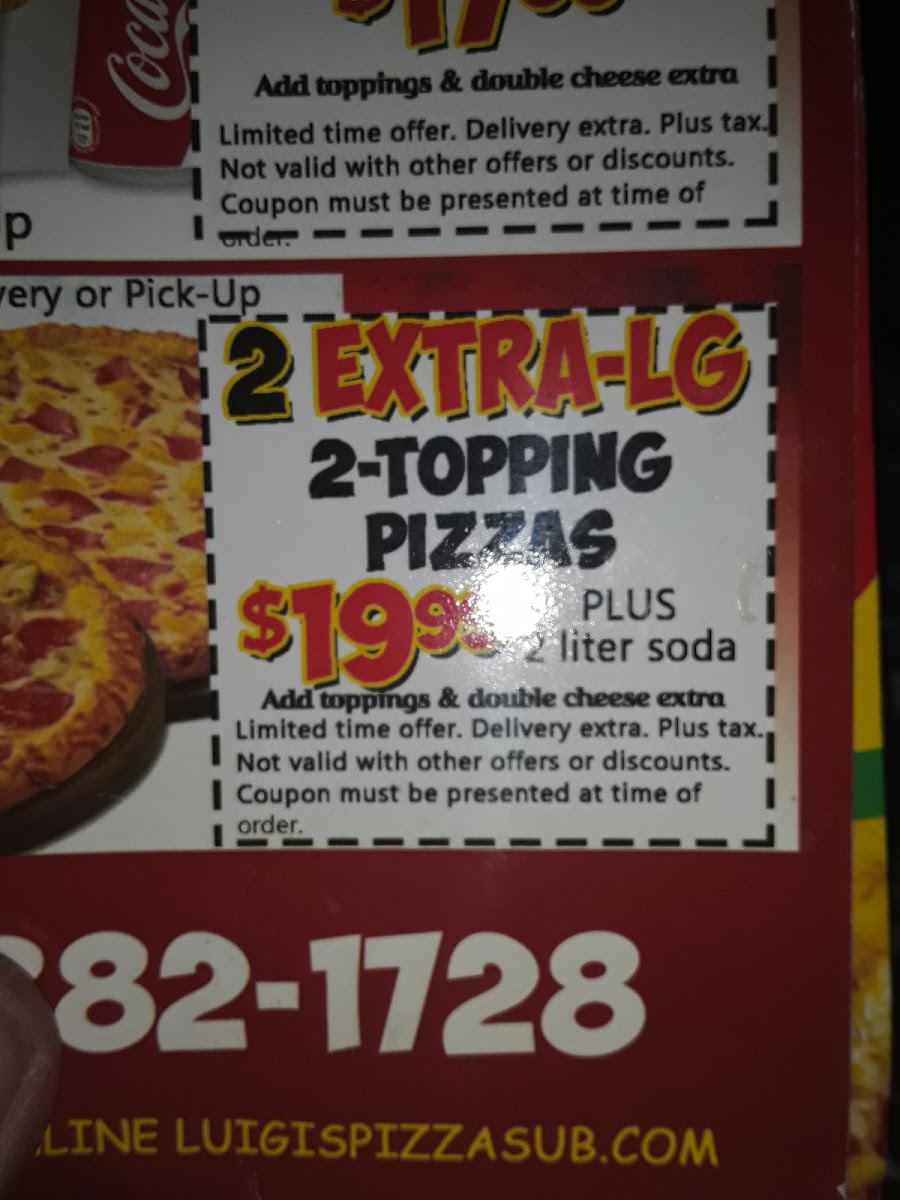 Coca
Add toppings & double cheese extra
Limited time offer. Delivery extra. Plus tax.
Not valid with other offers or discounts.
Coupon must be presented at time of
order.
p
very or Pick-Up
2 EXTRA-LG
2-TOPPING
PIZZAS
$19
PLUS
2 liter soda
Add toppings & double cheese extra
Limited time offer. Delivery extra. Plus tax.
Not valid with other offers or discounts.
Coupon must be presented at time of
order.
82-1728
LINE LUIGISPIZZASUB.COM